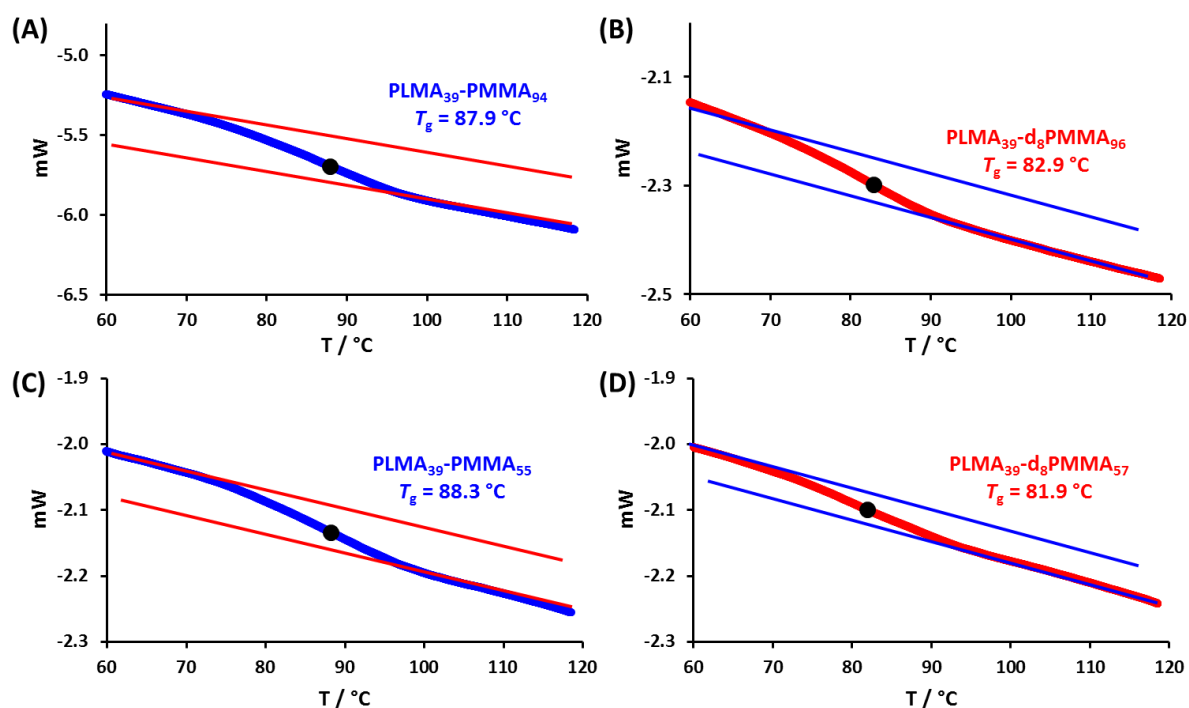 (A)
-5.0
-5.5
-6.0
-6.5
mW
PLMA₃₉-PMMA₉₄
Tg = 87.9 °C
60 70 80 90 100 110 120
T / °C
(B)
-2.1
-2.3
-2.5
mW
PLMA₃₉-d₈PMMA₉₆
Tg = 82.9 °C
60 70 80 90 100 110 120
T / °C
(C)
-1.9
-2.0
-2.1
-2.2
-2.3
mW
PLMA₃₉-PMMA₅₅
Tg = 88.3 °C
60 70 80 90 100 110 120
T / °C
(D)
-1.9
-2.0
-2.1
-2.2
-2.3
mW
PLMA₃₉-d₈PMMA₅₇
Tg = 81.9 °C
60 70 80 90 100 110 120
T / °C